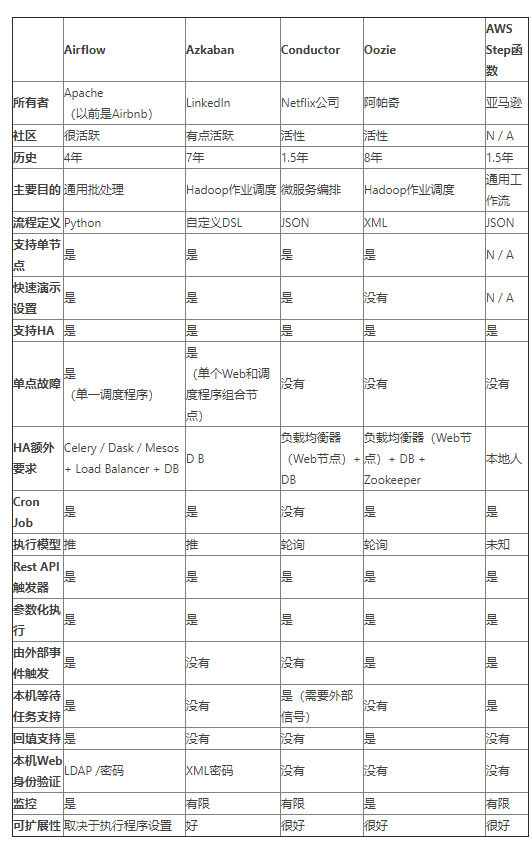 Airflow Azkaban Conductor Oozie AWS Step函数
所有者 Apache（以前是Airbnb） LinkedIn Netflix公司 阿帕奇 亚马逊
社区 很活跃 有点活跃 活性 活性 N / A
历史 4年 7年 1.5年 8年 1.5年
主要目的 通用批处理 Hadoop作业调度 微服务编排 Hadoop作业调度 通用工作流
流程定义 Python 自定义DSL JSON XML JSON
支持单节点 是 是 是 是 N / A
快速演示设置 是 是 是 没有 N / A
支持HA 是 是 是 是 是
单点故障 是（单一调度程序） 是（单个Web和调度程序组合节点） 没有 没有 没有
HA额外要求 Celery / Dask / Mesos + Load Balancer + DB D B 负载均衡器（Web节点）+ DB 负载均衡器（Web节点）+ DB + Zookeeper 本地人
Cron Job 是 是 没有 是 是
执行模型 推 推 轮询 轮询 未知
Rest API触发器 是 是 是 是 是
参数化执行 是 是 是 是 是
由外部事件触发 是 没有 没有 是 是
本机等待任务支持 是 没有 是（需要外部信号） 没有 是
回填支持 是 没有 没有 是 没有
本机Web身份验证 LDAP /密码 XML密码 没有 没有 没有
监控 是 有限 有限 是 有限
可扩展性 取决于执行程序设置 好 很好 很好 很好